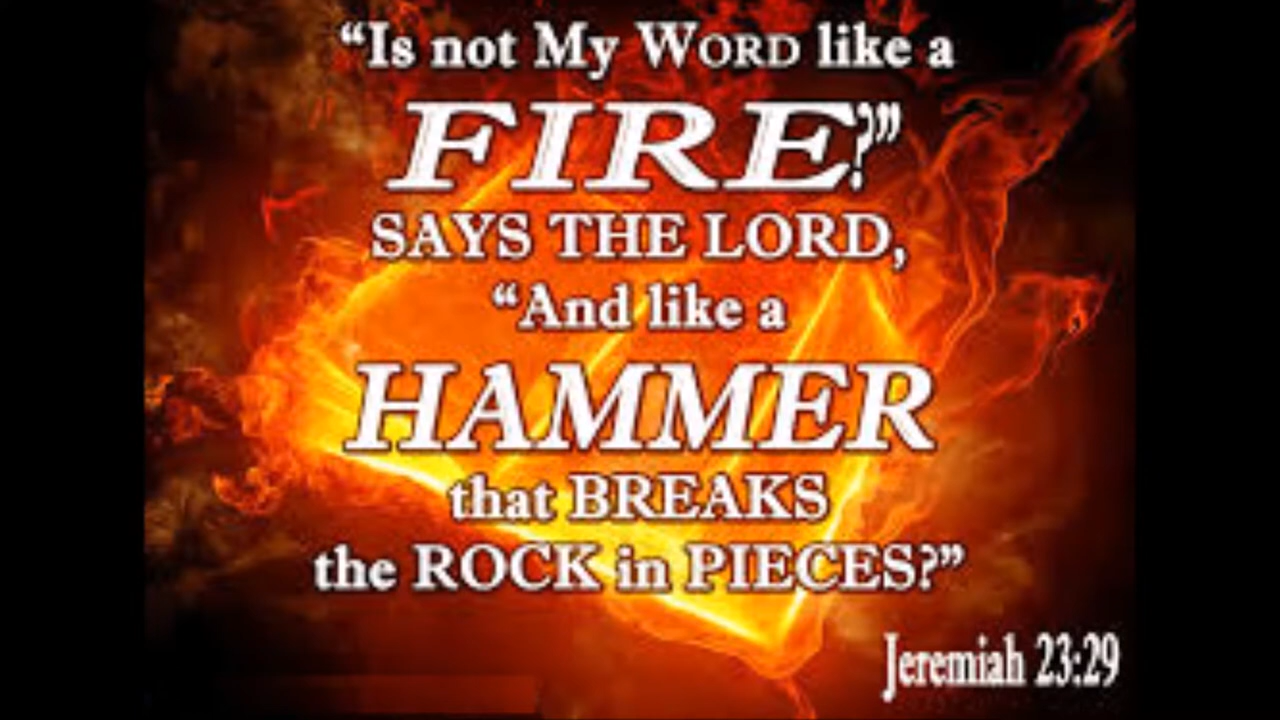 “Is not My WORD like a
FIRE?”
SAYS THE LORD,
“And like a
HAMMER
that BREAKS
the ROCK in PIECES?”
Jeremiah 23:29